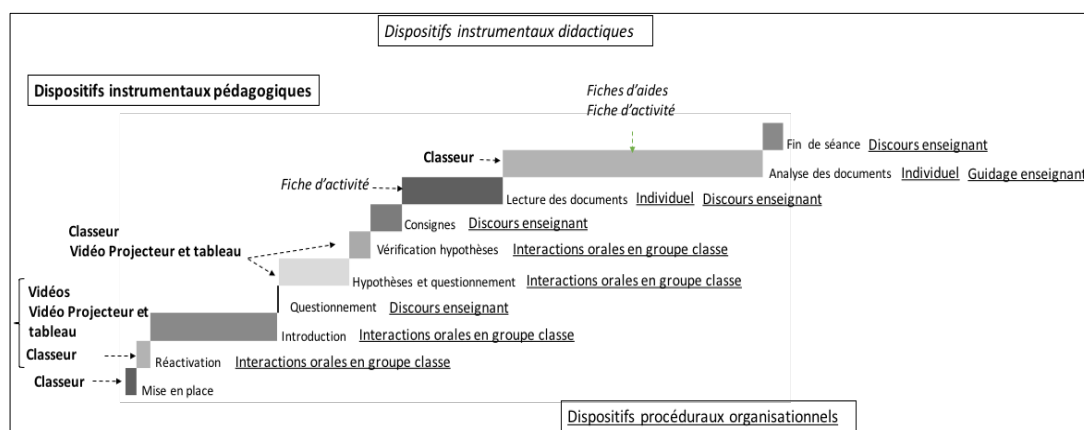 Dispositifs instrumentaux didactiques
Dispositifs instrumentaux pédagogiques
Fiches d'aides
Fiche d'activité
Fin de séance Discours enseignant
Classeur
Analyse des documents Individuel Guidage enseignant
Fiche d'activité
Lecture des documents Individuel Discours enseignant
Consignes Discours enseignant
Classeur
Vidéo Projecteur et tableau
Vérification hypothèses Interactions orales en groupe classe
Hypothèses et questionnement Interactions orales en groupe classe
Vidéos
Vidéo Projecteur et
tableau
Questionnement Discours enseignant
Introduction Interactions orales en groupe classe
Classeur
Réactivation Interactions orales en groupe classe
Classeur
Mise en place
Dispositifs procéduraux organisationnels